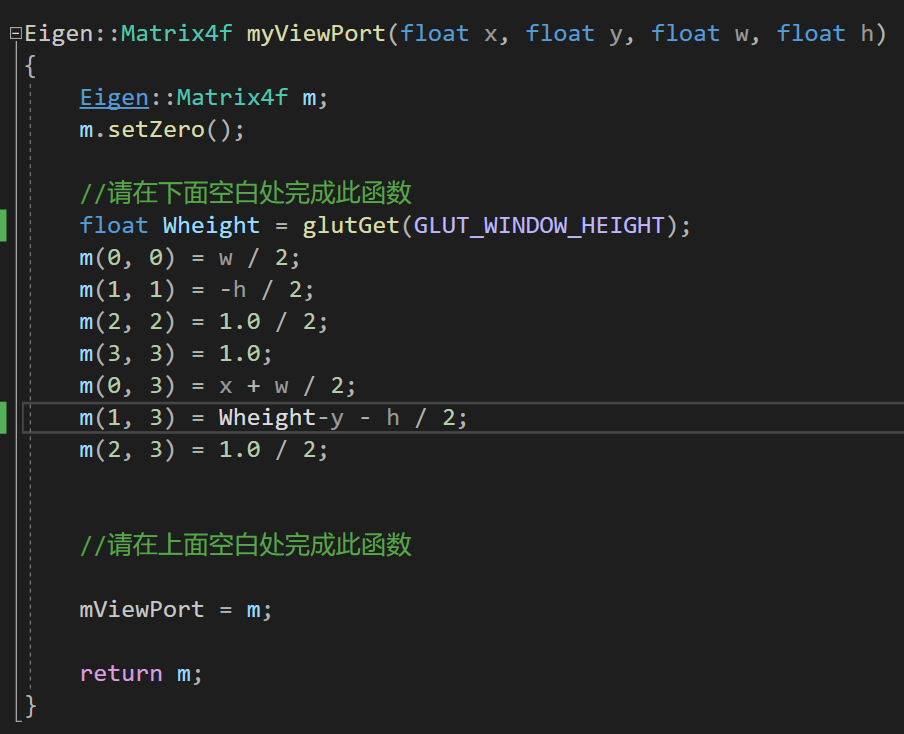 Eigen::Matrix4f myViewPort(float x, float y, float w, float h)
{
    Eigen::Matrix4f m;
    m.setZero();
    //请在下面空白处完成此函数
    float Wheight = glutGet(GLUT_WINDOW_HEIGHT);
    m(0, 0) = w / 2;
    m(1, 1) = -h / 2;
    m(2, 2) = 1.0 / 2;
    m(3, 3) = 1.0;
    m(0, 3) = x + w / 2;
    m(1, 3) = Wheight-y - h / 2;
    m(2, 3) = 1.0 / 2;
    //请在上面空白处完成此函数
    mViewPort = m;
    return m;
}